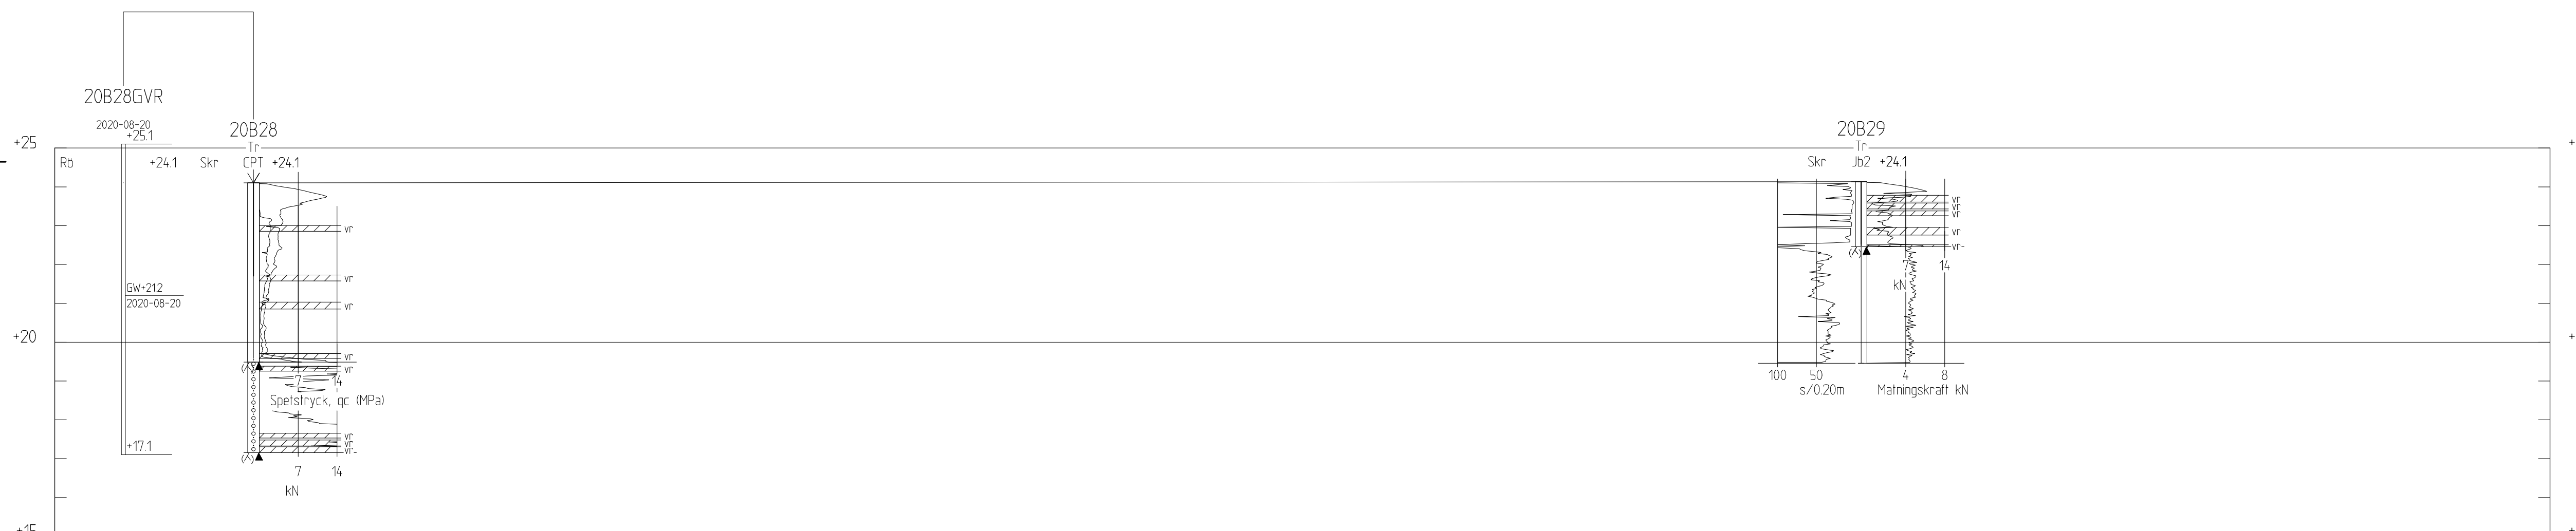 20B28GVR
2020-08-20
+25.1
20B28
Tr
20B29
Tr
+25
Rö +24.1 Skr CPT +24.1
Skr Jb2 +24.1
vr
vr
vr
vr
vr-
7 14
kN
vr
vr
vr
GW+21.2
2020-08-20
+20
vr
vr
7 14
Spetstryck, qc (MPa)
100 50
s/0.20m
4 8
Matningskraft kN
vr
vr
vr-
+17.1
7 14
kN
+15